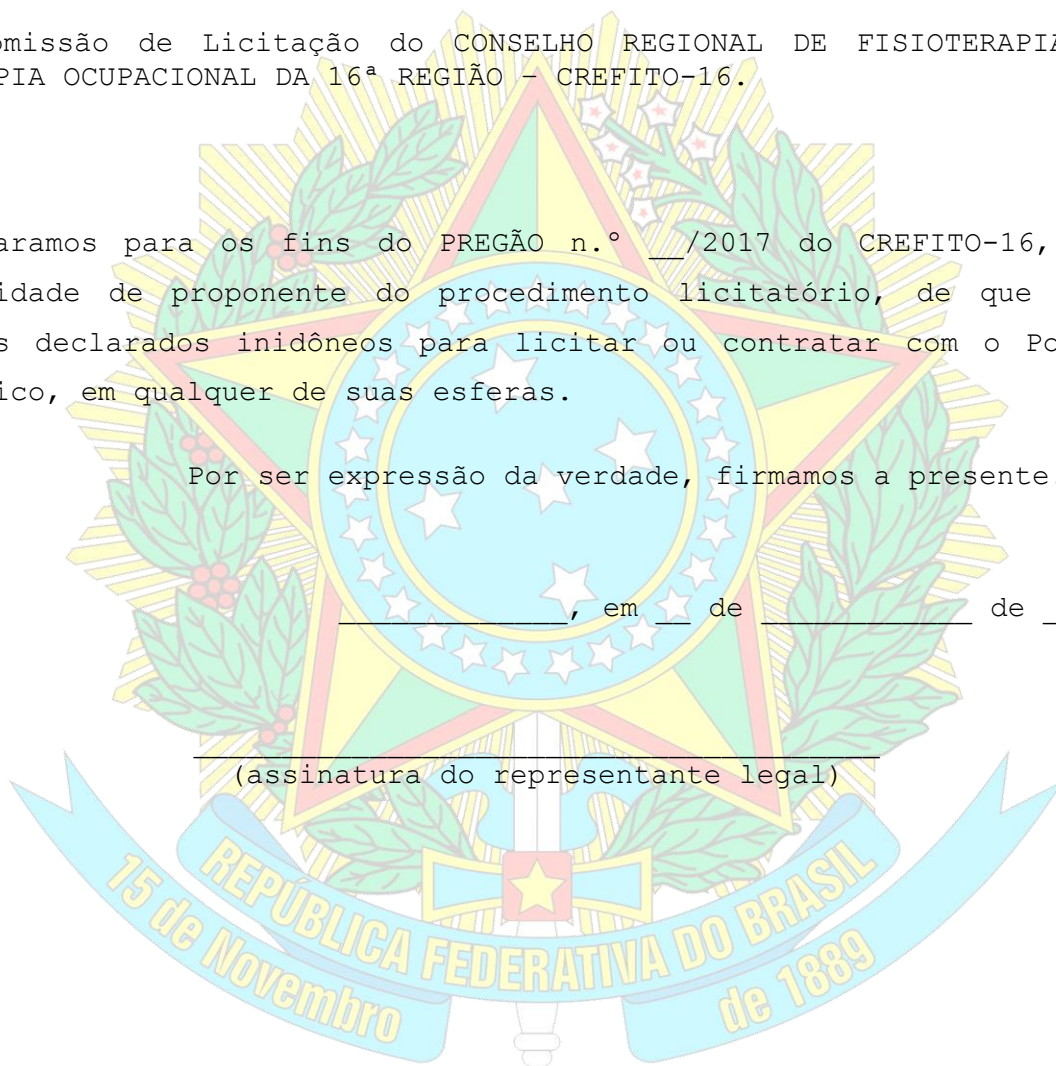 omissão de Licitação do CONSELHO REGIONAL DE FISIOTERAPIA
PIA OCUPACIONAL DA 16ª REGIÃO – CREFITO-16.
aramos para os fins do PREGÃO n.º __/2017 do CREFITO-16,
idade de proponente do procedimento licitatório, de que
s declarados inidôneos para licitar ou contratar com o Po
ico, em qualquer de suas esferas.
Por ser expressão da verdade, firmamos a presente.
_____________, em __ de ____________ de _
_______________________________________
(assinatura do representante legal)
REPÚBLICA FEDERATIVA DO BRASIL
15 de Novembro de 1889